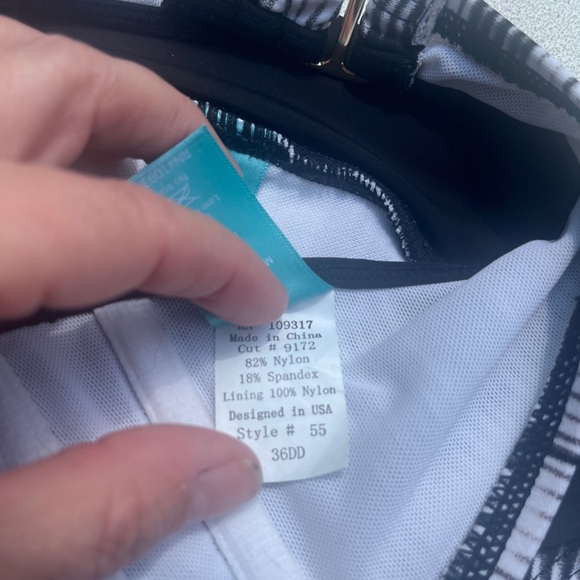 109317
Made in China
Cut # 9172
82% Nylon
18% Spandex
Lining 100% Nylon
Designed in USA
Style # 55
36DD